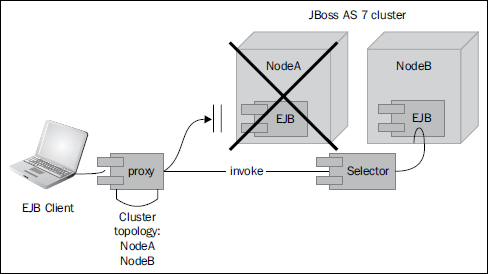 JBoss AS 7 cluster
NodeA
NodeB
EJB
EJB
proxy
invoke
Selector
EJB Client
Cluster
topology:
NodeA
NodeB